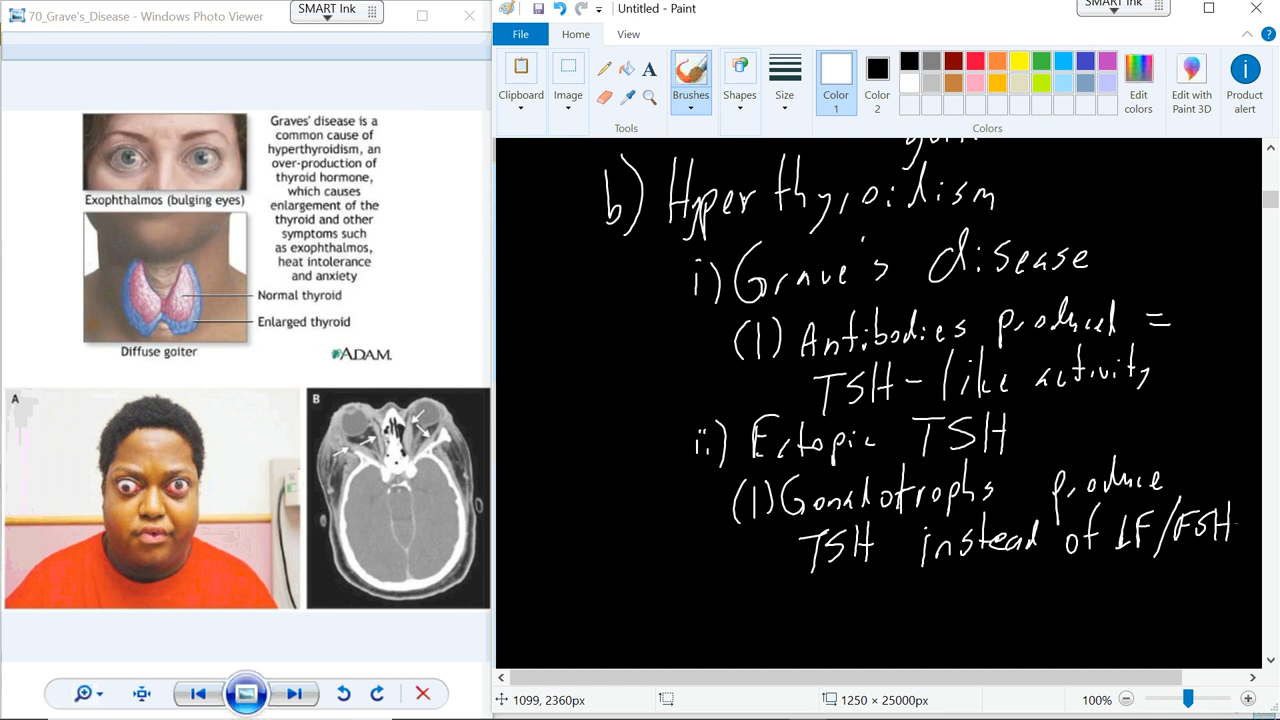 70_Grave's_Disease - Windows Photo Viewer
SMART Ink
Graves' disease is a
common cause of
hyperthyroidism, an
over-production of
thyroid hormone,
which causes
enlargement of the
thyroid and other
symptoms such
as exophthalmos,
heat intolerance
and anxiety
Exophthalmos (bulging eyes)
Normal thyroid
Enlarged thyroid
Diffuse goiter
ADAM.
A
B
Untitled - Paint
SMART Ink
File
Home
View
Clipboard
Image
Tools
Brushes
Shapes
Size
Color 1
Color 2
Edit colors
Edit with Paint 3D
Product alert
Colors
b) Hyperthyroidism
i) Grave's disease
(1) Antibodies produced =
TSH-like activity
ii) Ectopic TSH
(1) Gonadotrophs produce
TSH instead of LF/FSH
1099, 2360px
1250 × 25000px
100%